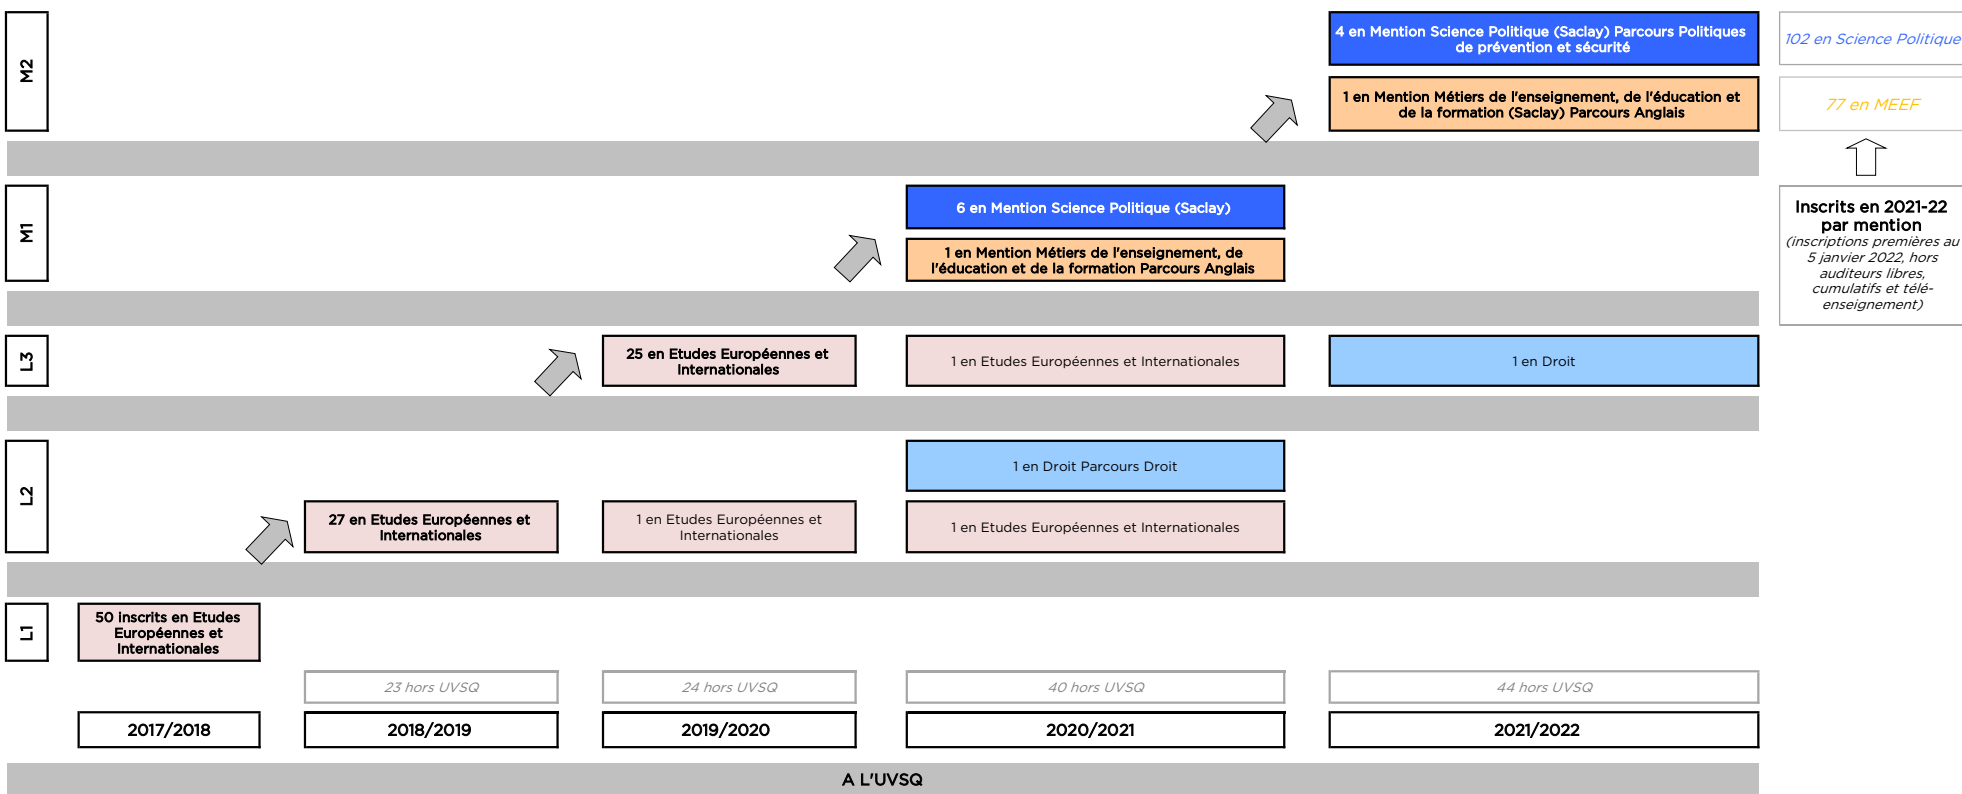 M2
4 en Mention Science Politique (Saclay) Parcours Politiques
de prévention et sécurité
102 en Science Politique
1 en Mention Métiers de l'enseignement, de l'éducation et
de la formation (Saclay) Parcours Anglais
77 en MEEF
M1
6 en Mention Science Politique (Saclay)
1 en Mention Métiers de l'enseignement, de
l'éducation et de la formation Parcours Anglais
Inscrits en 2021-22
par mention
(inscriptions premières au
5 janvier 2022, hors
auditeurs libres,
cumulatifs et télé-
enseignement)
L3
25 en Etudes Européennes et
Internationales
1 en Etudes Européennes et Internationales
1 en Droit
L2
1 en Droit Parcours Droit
27 en Etudes Européennes et
Internationales
1 en Etudes Européennes et
Internationales
1 en Etudes Européennes et Internationales
L1
50 inscrits en Etudes
Européennes et
Internationales
23 hors UVSQ
24 hors UVSQ
40 hors UVSQ
44 hors UVSQ
2017/2018
2018/2019
2019/2020
2020/2021
2021/2022
A L'UVSQ